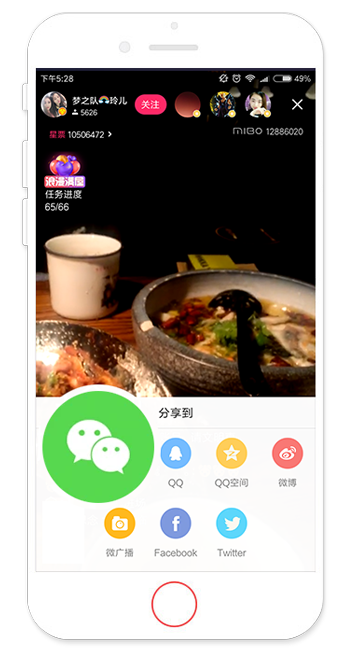 下午5:28
49%
梦之队🌈玲儿
5626
关注
星票 10506472 >
MIBO 12886020
浪漫满屋
任务进度
65/66
分享到
QQ
QQ空间
微博
微广播
Facebook
Twitter